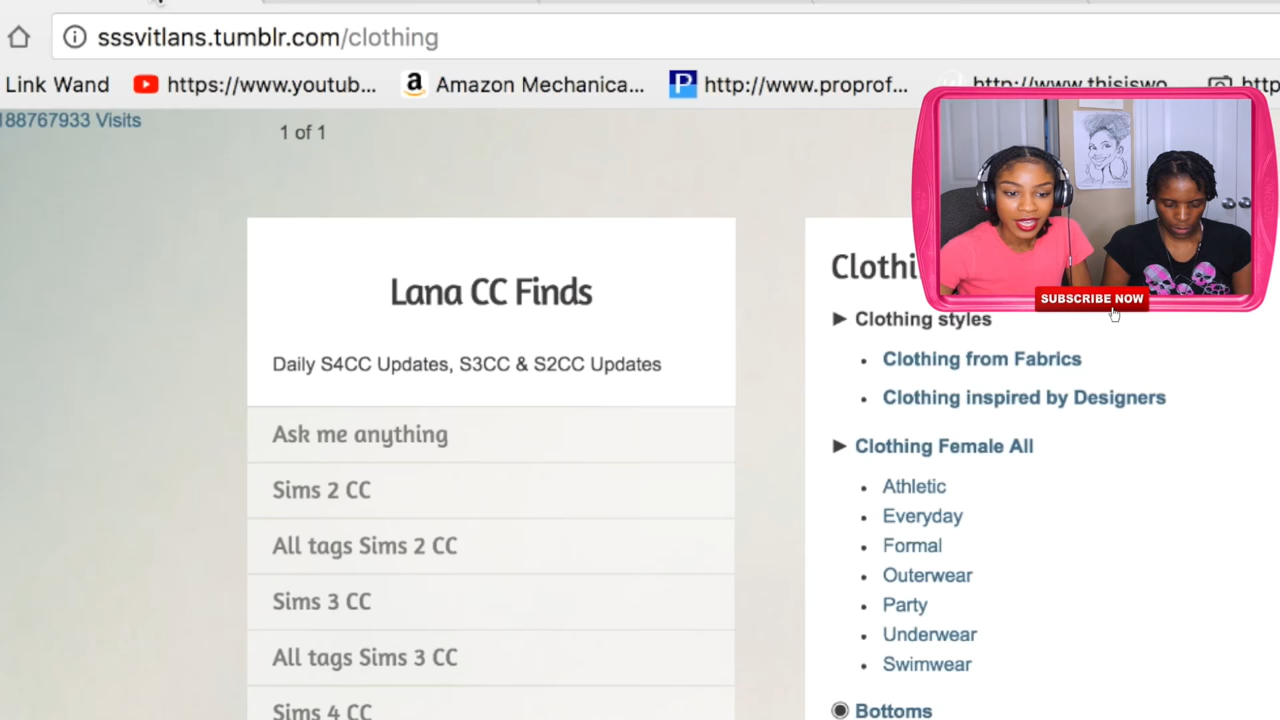 sssvitlans.tumblr.com/clothing
Link Wand
https://www.youtub...
Amazon Mechanica...
http://www.proprof...
http://www.thisiswo
188767933 Visits
1 of 1
Lana CC Finds
Daily S4CC Updates, S3CC & S2CC Updates
Ask me anything
Sims 2 CC
All tags Sims 2 CC
Sims 3 CC
All tags Sims 3 CC
Sims 4 CC
Clothi
Clothing styles
Clothing from Fabrics
Clothing inspired by Designers
Clothing Female All
Athletic
Everyday
Formal
Outerwear
Party
Underwear
Swimwear
Bottoms
SUBSCRIBE NOW